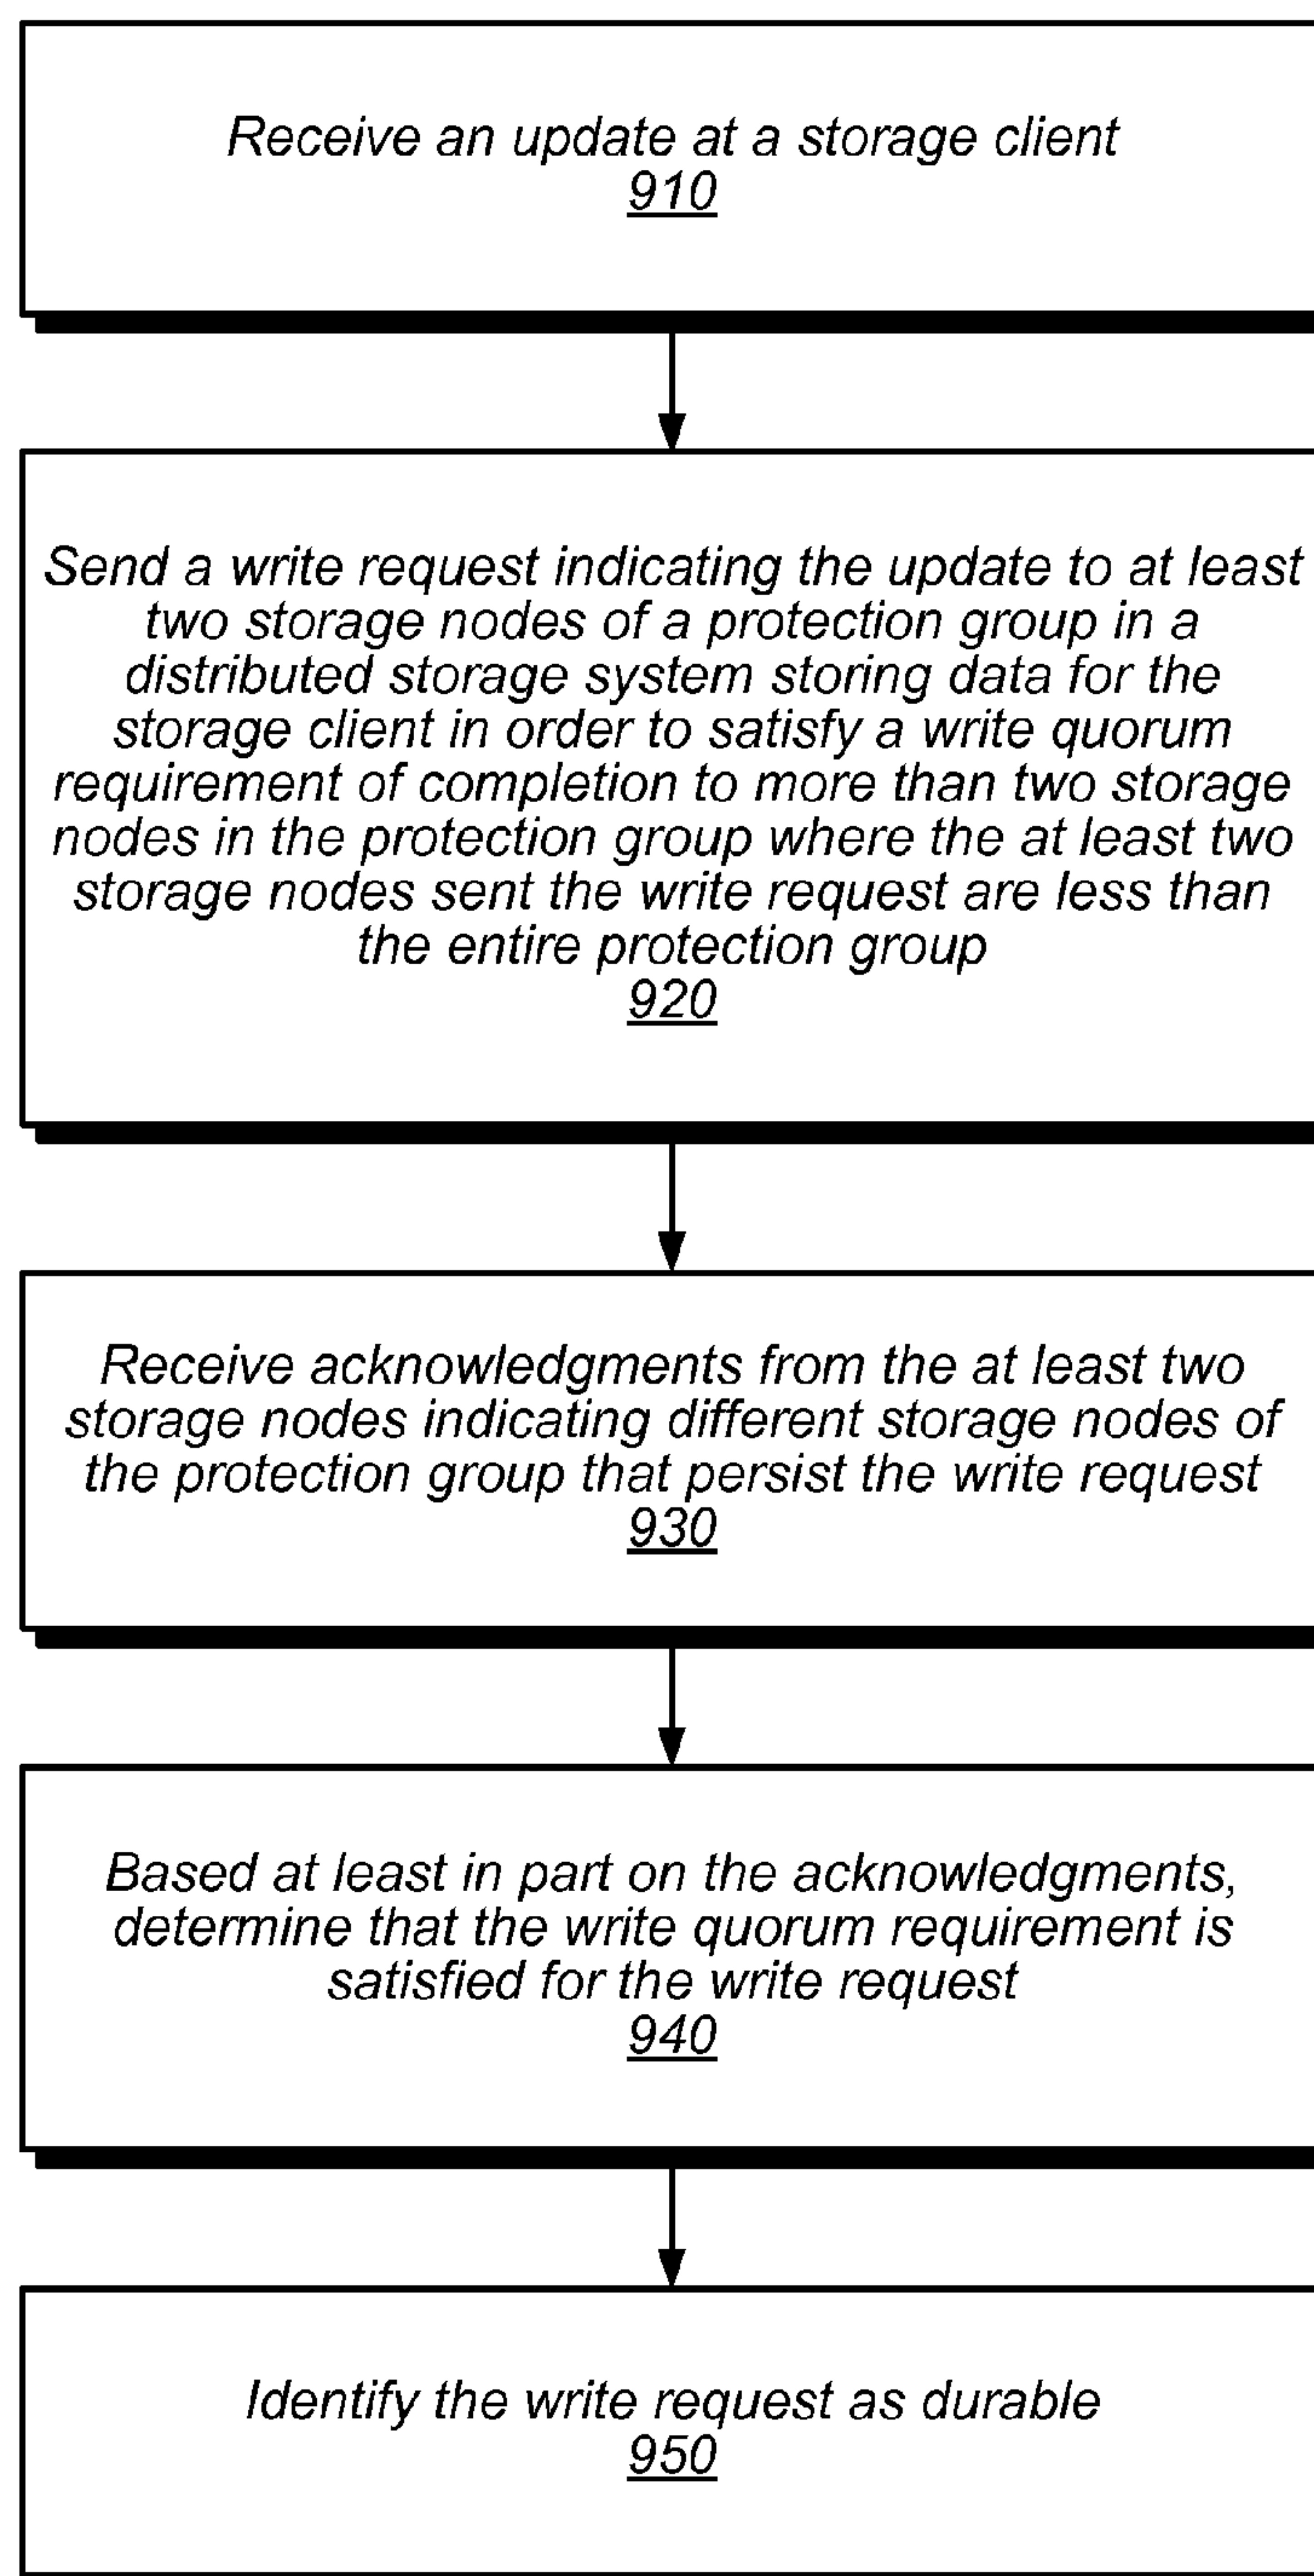 Receive an update at a storage client
910
Send a write request indicating the update to at least
two storage nodes of a protection group in a
distributed storage system storing data for the
storage client in order to satisfy a write quorum
requirement of completion to more than two storage
nodes in the protection group where the at least two
storage nodes sent the write request are less than
the entire protection group
920
Receive acknowledgments from the at least two
storage nodes indicating different storage nodes of
the protection group that persist the write request
930
Based at least in part on the acknowledgments,
determine that the write quorum requirement is
satisfied for the write request
940
Identify the write request as durable
950